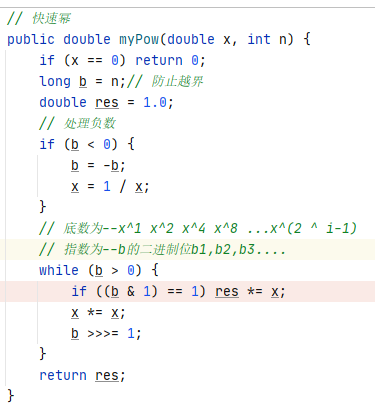 // 快速幂
public double myPow(double x, int n) {
    if (x == 0) return 0;
    long b = n;// 防止越界
    double res = 1.0;
    // 处理负数
    if (b < 0) {
        b = -b;
        x = 1 / x;
    }
    // 底数为--x^1 x^2 x^4 x^8 ...x^(2 ^ i-1)
    // 指数为--b的二进制位b1,b2,b3....
    while (b > 0) {
        if ((b & 1) == 1) res *= x;
        x *= x;
        b >>>= 1;
    }
    return res;
}